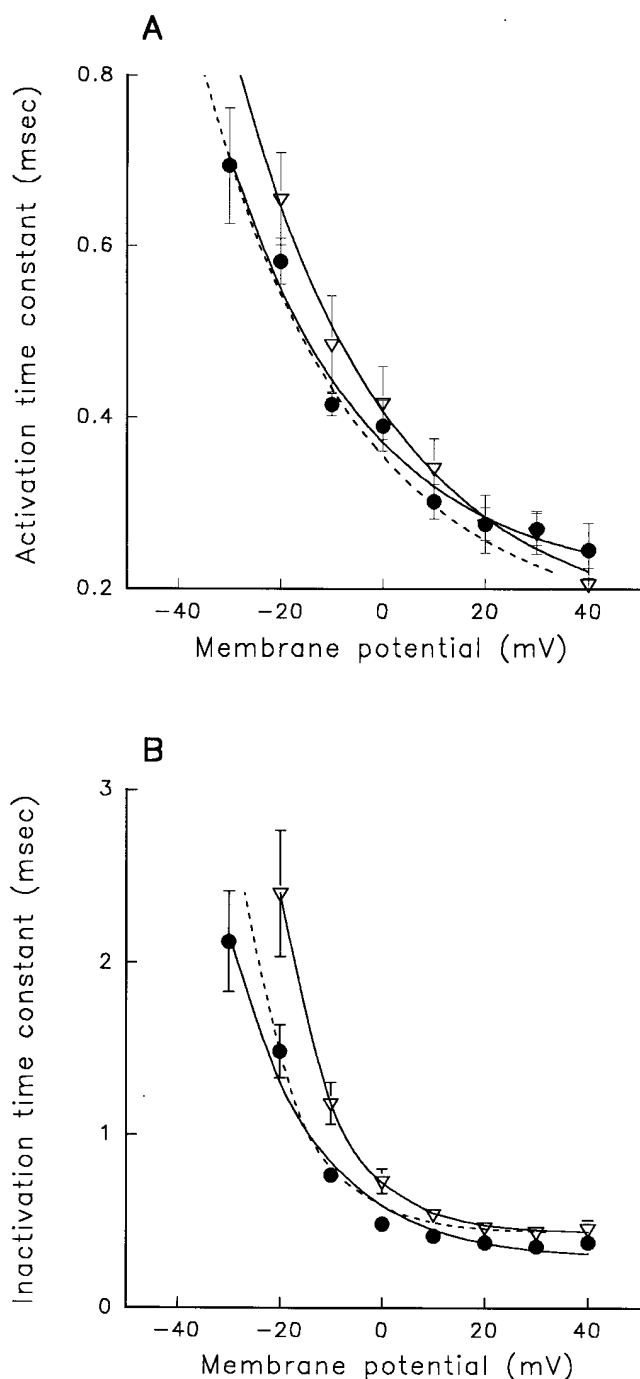 A
Activation time constant (msec)
0.8
0.6
0.4
0.2
−40 −20 0 20 40
Membrane potential (mV)
B
Inactivation time constant (msec)
3
2
1
0
−40 −20 0 20 40
Membrane potential (mV)